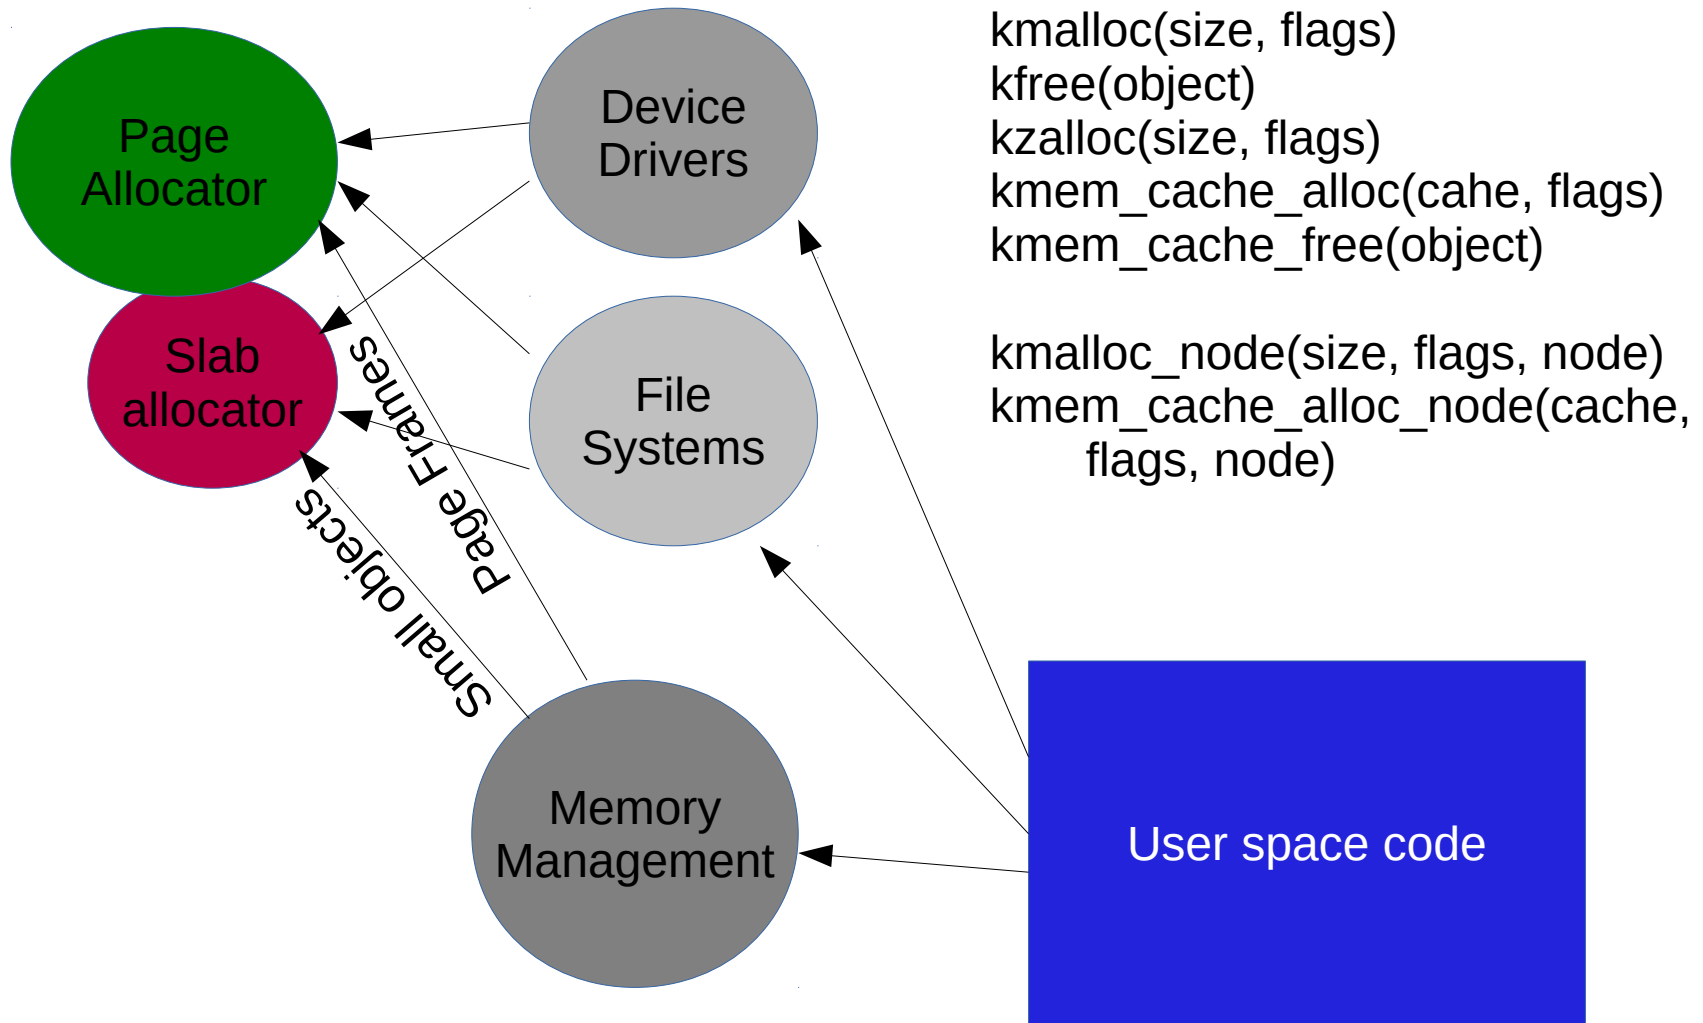 Page
Allocator
Slab
allocator
Device
Drivers
File
Systems
Page Frames
Small objects
Memory
Management
User space code
kmalloc(size, flags)
kfree(object)
kzalloc(size, flags)
kmem_cache_alloc(cahe, flags)
kmem_cache_free(object)
kmalloc_node(size, flags, node)
kmem_cache_alloc_node(cache,
flags, node)